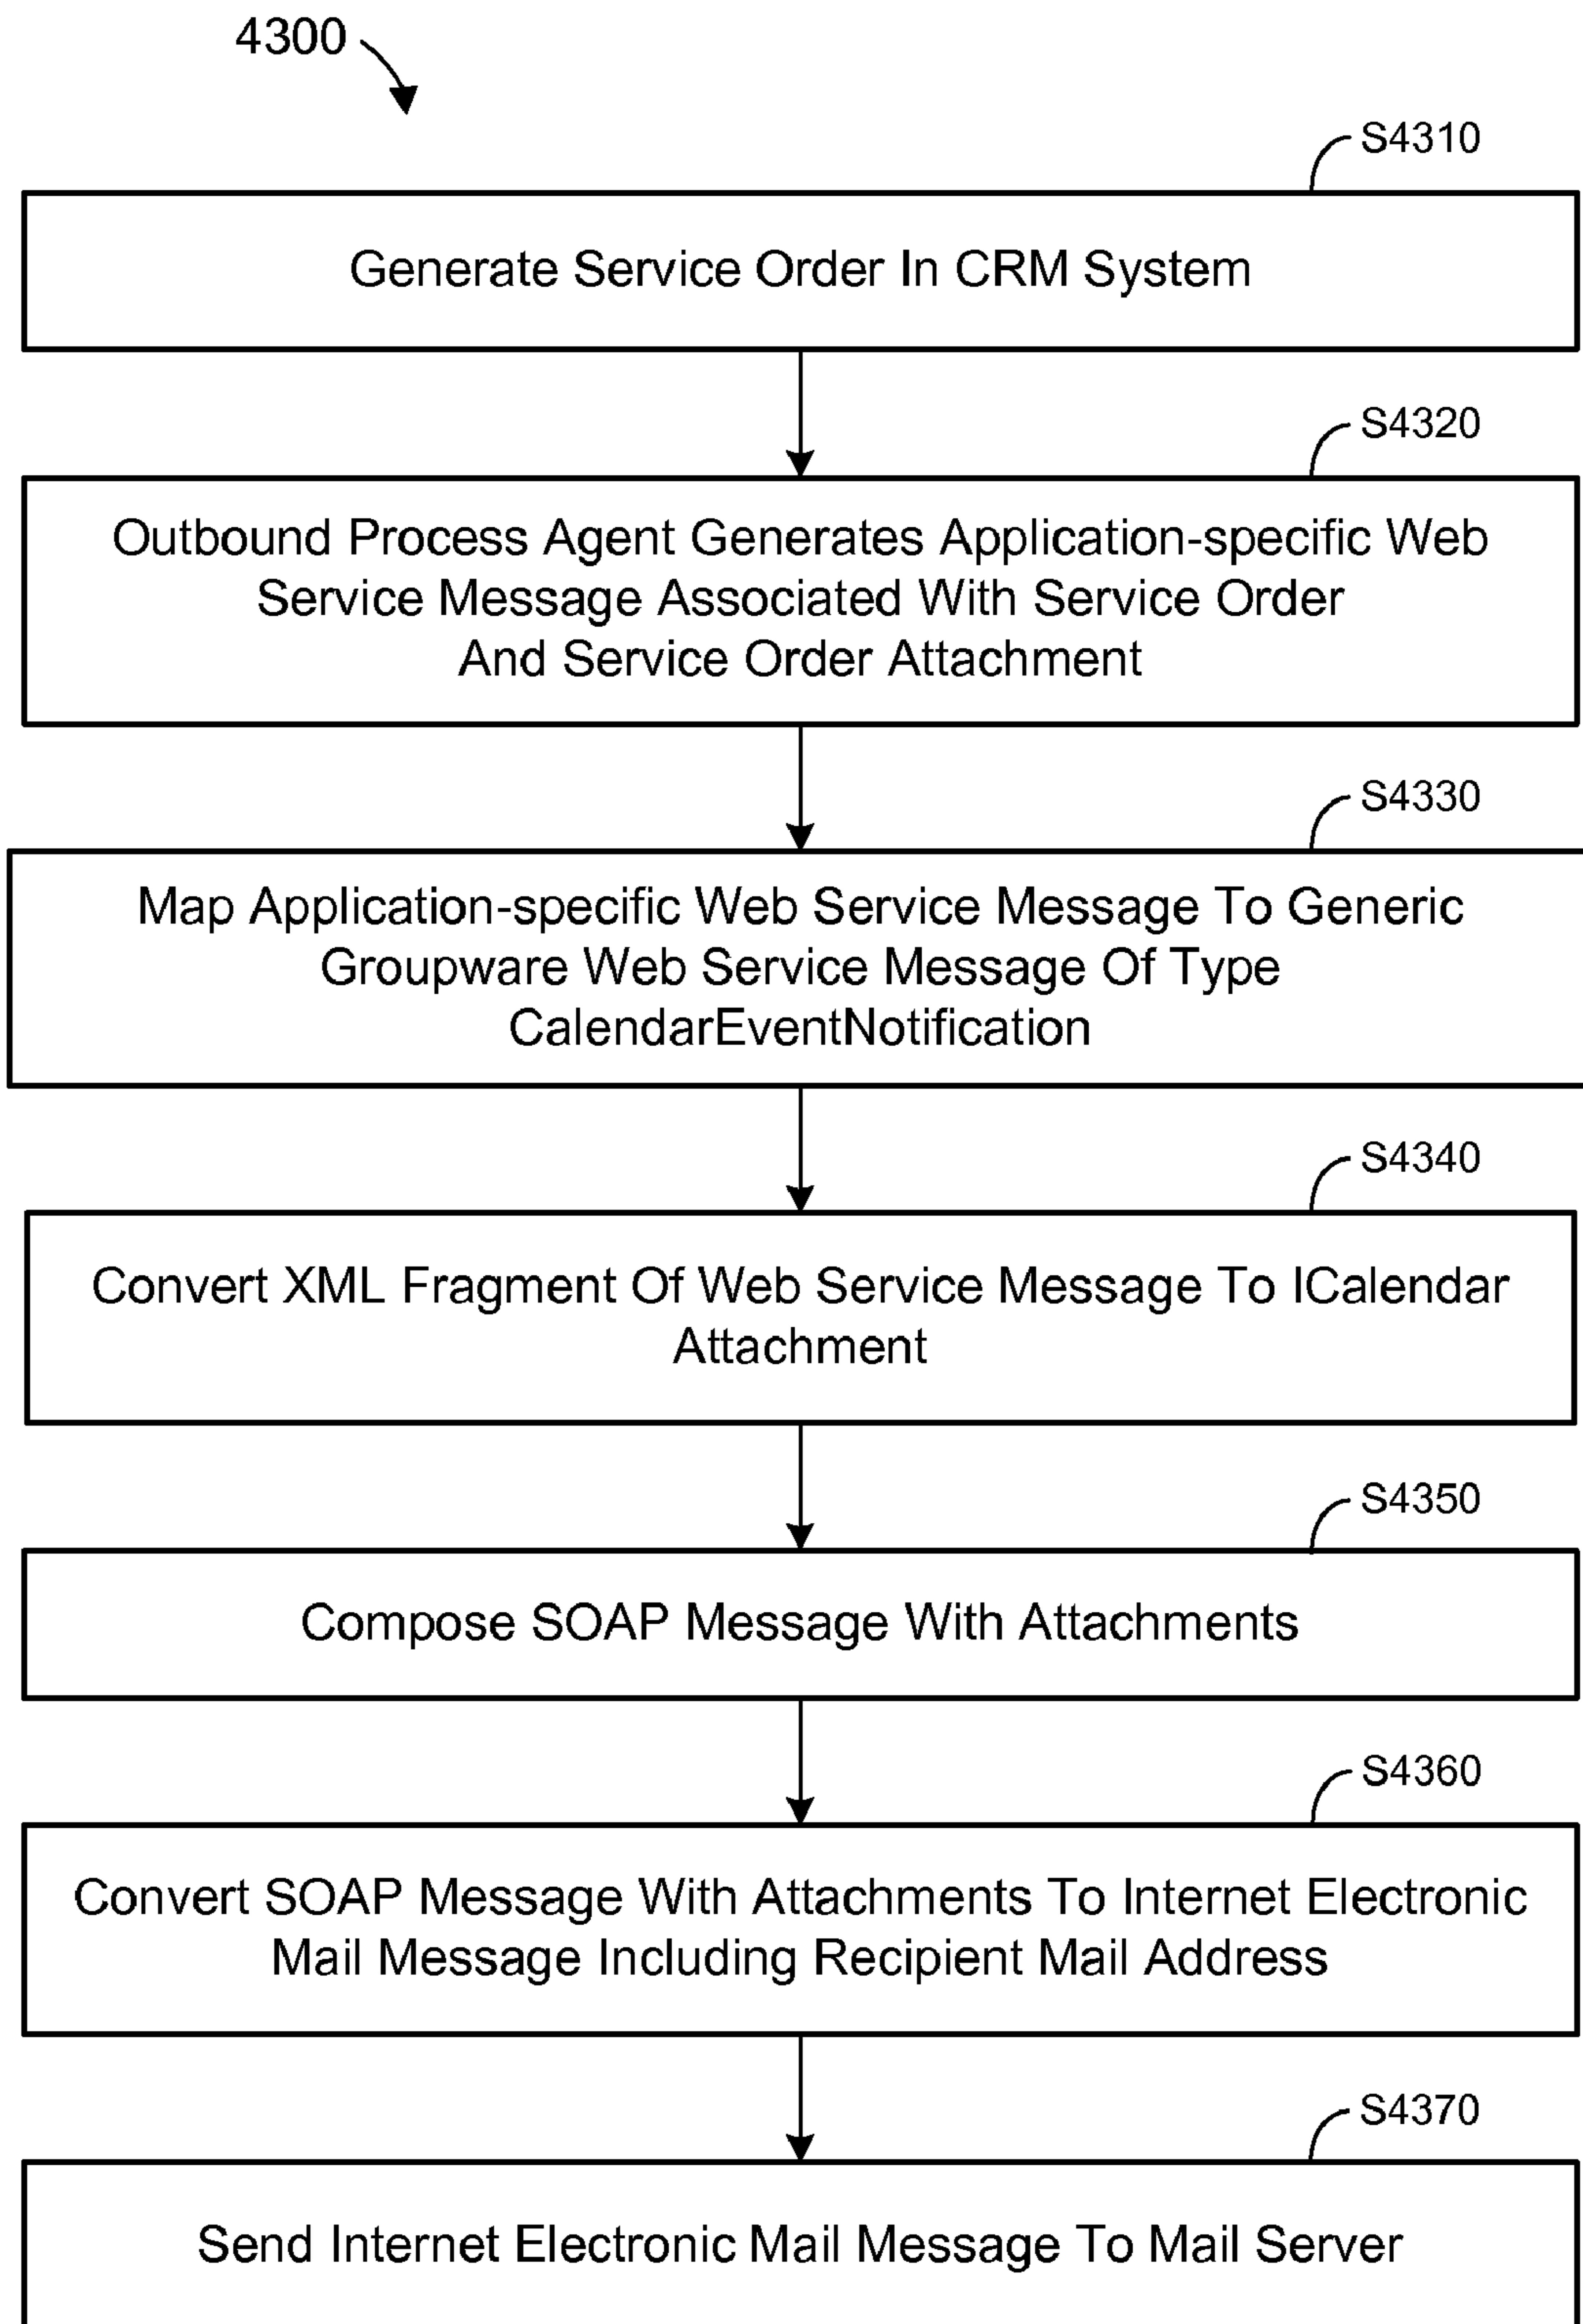 4300
S4310
Generate Service Order In CRM System
S4320
Outbound Process Agent Generates Application-specific Web
Service Message Associated With Service Order
And Service Order Attachment
S4330
Map Application-specific Web Service Message To Generic
Groupware Web Service Message Of Type
CalendarEventNotification
S4340
Convert XML Fragment Of Web Service Message To ICalendar
Attachment
S4350
Compose SOAP Message With Attachments
S4360
Convert SOAP Message With Attachments To Internet Electronic
Mail Message Including Recipient Mail Address
S4370
Send Internet Electronic Mail Message To Mail Server